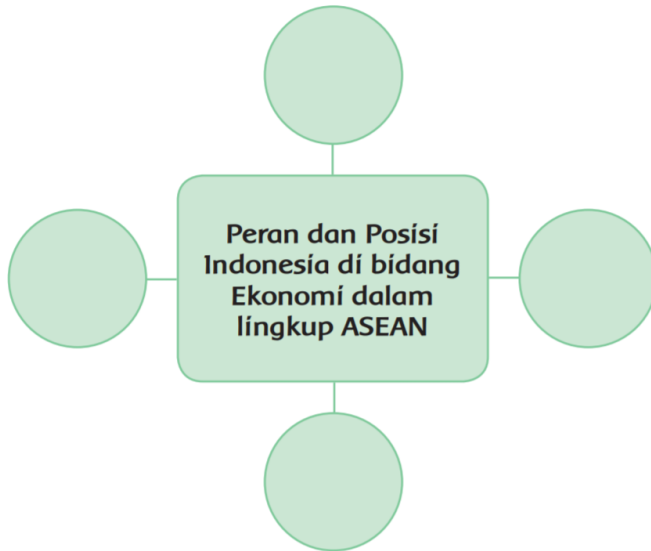 Peran dan Posisi
Indonesia di bidang
Ekonomi dalam
lingkup ASEAN